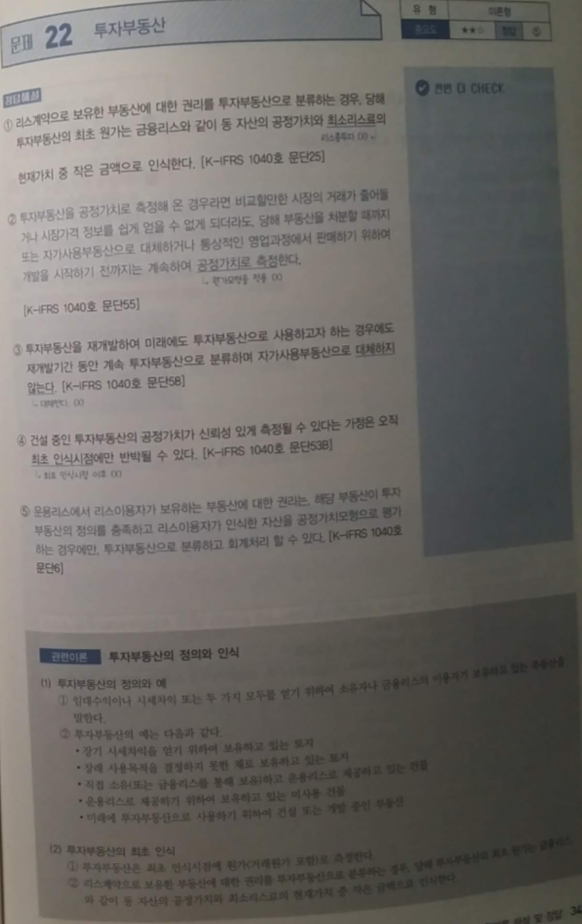 문제 22 투자부동산
유 형 이론형
중요도 ★★☆ 정답 ⑤
정답해설
한번 더 CHECK
① 리스계약으로 보유한 부동산에 대한 권리를 투자부동산으로 분류하는 경우, 당해
투자부동산의 최초 원가는 금융리스와 같이 동 자산의 공정가치와 최소리스료의
현재가치 중 작은 금액으로 인식한다. [K-IFRS 1040호 문단25]
② 투자부동산을 공정가치로 측정해 온 경우라면 비교할만한 시장의 거래가 줄어들
거나 시장가격 정보를 쉽게 얻을 수 없게 되더라도, 당해 부동산을 처분할 때까지
또는 자가사용부동산으로 대체하거나 통상적인 영업과정에서 판매하기 위하여
개발을 시작하기 전까지는 계속하여 공정가치로 측정한다.
원가모형을 적용 (X)
[K-IFRS 1040호 문단55]
③ 투자부동산을 재개발하여 미래에도 투자부동산으로 사용하고자 하는 경우에도
재개발기간 동안 계속 투자부동산으로 분류하며 자가사용부동산으로 대체하지
않는다. [K-IFRS 1040호 문단58]
대체한다. (X)
④ 건설 중인 투자부동산의 공정가치가 신뢰성 있게 측정될 수 있다는 가정은 오직
최초 인식시점에만 반박될 수 있다. [K-IFRS 1040호 문단53B]
최초 인식시점 이후 (X)
⑤ 운용리스에서 리스이용자가 보유하는 부동산에 대한 권리는, 해당 부동산이 투자
부동산의 정의를 충족하고 리스이용자가 인식한 자산을 공정가치모형으로 평가
하는 경우에만, 투자부동산으로 분류하고 회계처리 할 수 있다. [K-IFRS 1040호
문단6]
관련이론 투자부동산의 정의와 인식
(1) 투자부동산의 정의와 예
① 임대수익이나 시세차익 또는 두 가지 모두를 얻기 위하여 소유자나 금융리스의 이용자가 보유하고 있는 부동산을
말한다.
② 투자부동산의 예는 다음과 같다.
• 장기 시세차익을 얻기 위하여 보유하고 있는 토지
• 장래 사용목적을 결정하지 못한 채로 보유하고 있는 토지
• 직접 소유(또는 금융리스를 통해 보유)하고 운용리스로 제공하고 있는 건물
• 운용리스로 제공하기 위하여 보유하고 있는 미사용 건물
• 미래에 투자부동산으로 사용하기 위하여 건설 또는 개발 중인 부동산
(2) 투자부동산의 최초 인식
① 투자부동산은 최초 인식시점에 원가(거래원가 포함)로 측정한다.
② 리스계약으로 보유한 부동산에 대한 권리를 투자부동산으로 분류하는 경우, 당해 투자부동산의 최초 원가는 금융리스
와 같이 동 자산의 공정가치와 최소리스료의 현재가치 중 작은 금액으로 인식한다.
해설 및 정답